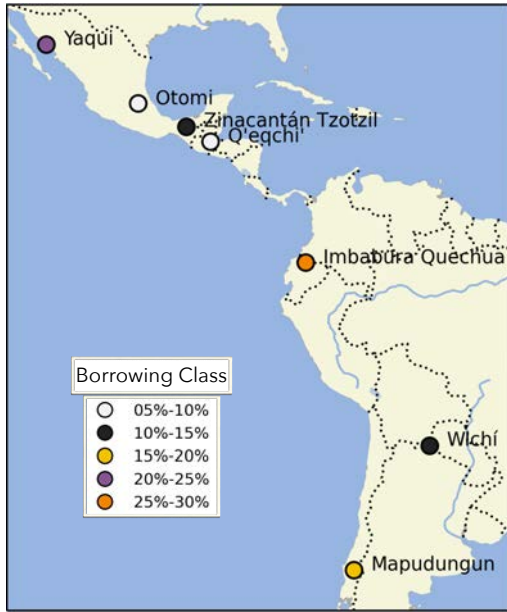 Yaqui
Otomi
Zinacantán Tzotzil
Q'eqchi'
Imbabura Quechua
Borrowing Class
05%-10%
10%-15%
15%-20%
20%-25%
25%-30%
Wichí
Mapudungun